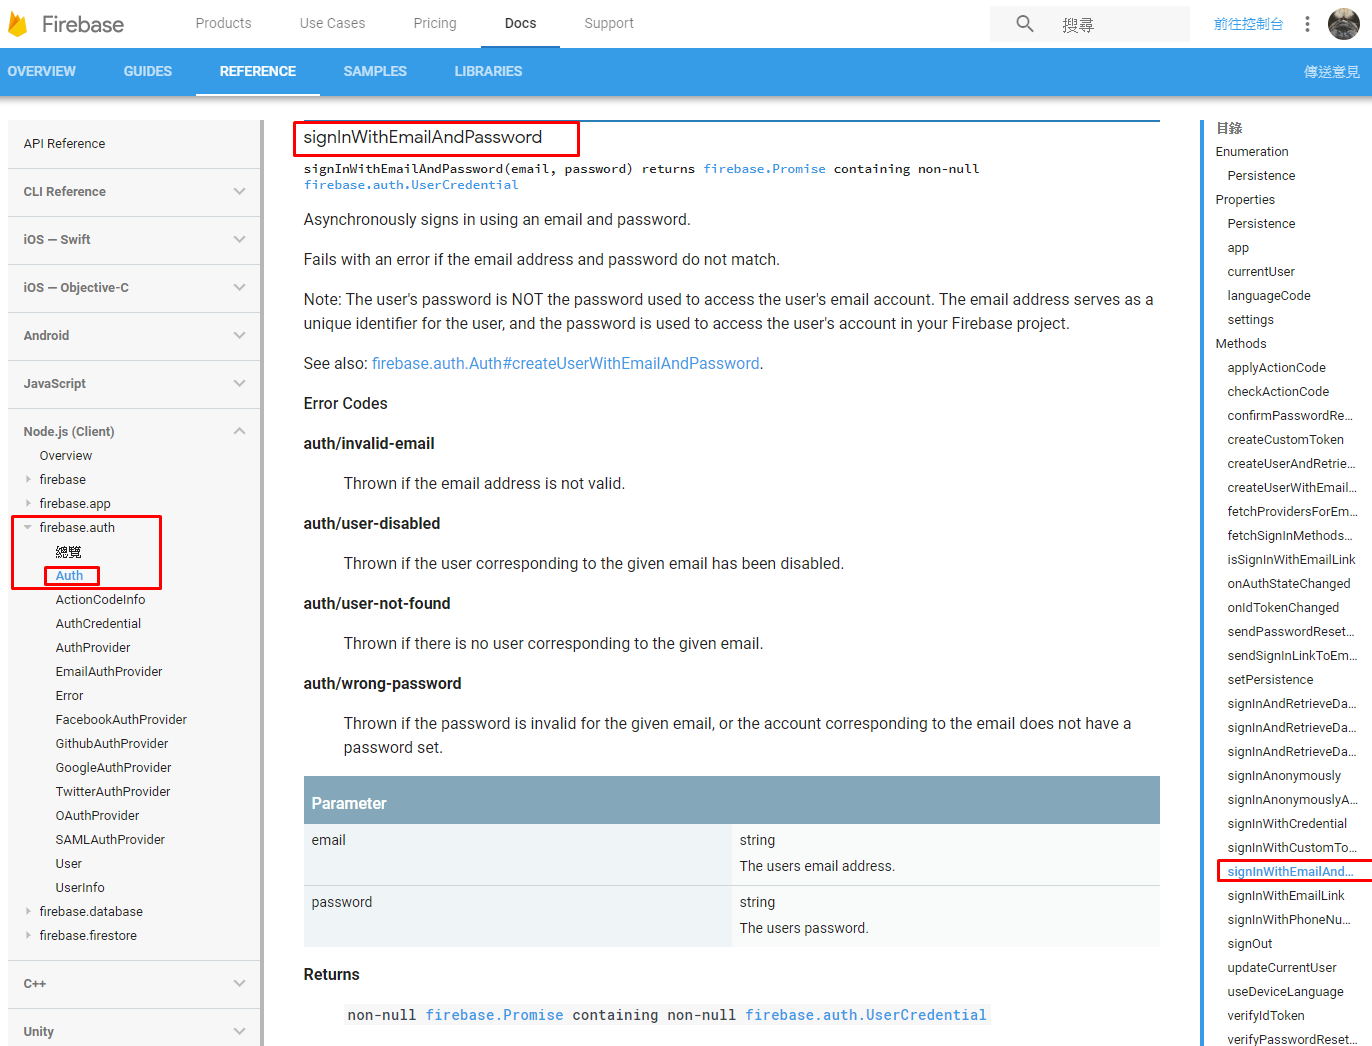 Firebase
Products
Use Cases
Pricing
Docs
Support
搜尋
前往控制台
OVERVIEW
GUIDES
REFERENCE
SAMPLES
LIBRARIES
傳送意見
API Reference
CLI Reference
iOS — Swift
iOS — Objective-C
Android
JavaScript
Node.js (Client)
Overview
firebase
firebase.app
firebase.auth
總覽
Auth
ActionCodeInfo
AuthCredential
AuthProvider
EmailAuthProvider
Error
FacebookAuthProvider
GithubAuthProvider
GoogleAuthProvider
TwitterAuthProvider
OAuthProvider
SAMLAuthProvider
User
UserInfo
firebase.database
firebase.firestore
C++
Unity
signInWithEmailAndPassword
signInWithEmailAndPassword(email, password) returns firebase.Promise containing non-null
firebase.auth.UserCredential
Asynchronously signs in using an email and password.
Fails with an error if the email address and password do not match.
Note: The user's password is NOT the password used to access the user's email account. The email address serves as a
unique identifier for the user, and the password is used to access the user's account in your Firebase project.
See also: firebase.auth.Auth#createUserWithEmailAndPassword.
Error Codes
auth/invalid-email
Thrown if the email address is not valid.
auth/user-disabled
Thrown if the user corresponding to the given email has been disabled.
auth/user-not-found
Thrown if there is no user corresponding to the given email.
auth/wrong-password
Thrown if the password is invalid for the given email, or the account corresponding to the email does not have a
password set.
Parameter
email
string
The users email address.
password
string
The users password.
Returns
non-null firebase.Promise containing non-null firebase.auth.UserCredential
目錄
Enumeration
Persistence
Properties
Persistence
app
currentUser
languageCode
settings
Methods
applyActionCode
checkActionCode
confirmPasswordRe...
createCustomToken
createUserAndRetrie...
createUserWithEmail...
fetchProvidersForEm...
fetchSignInMethods...
isSignInWithEmailLink
onAuthStateChanged
onIdTokenChanged
sendPasswordReset...
sendSignInLinkToEm...
setPersistence
signInAndRetrieveDa...
signInAndRetrieveDa...
signInAndRetrieveDa...
signInAnonymously
signInAnonymouslyA...
signInWithCredential
signInWithCustomTo...
signInWithEmailAnd...
signInWithEmailLink
signInWithPhoneNu...
signOut
updateCurrentUser
useDeviceLanguage
verifyIdToken
verifyPasswordReset...